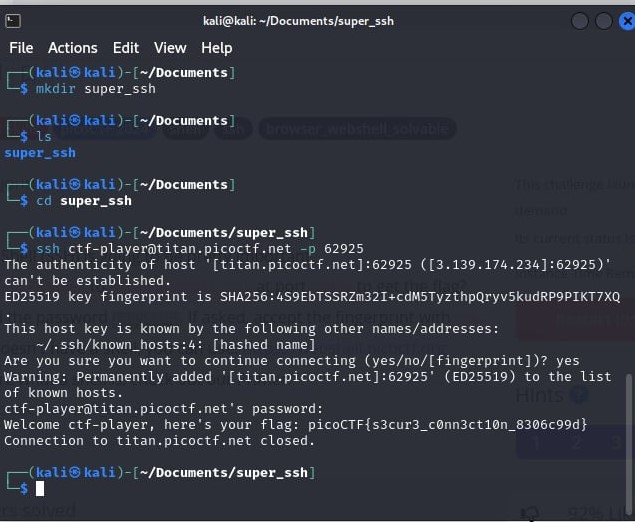 kali@kali: ~/Documents/super_ssh
File Actions Edit View Help
┌──(kali㉿kali)-[~/Documents]
└─$ mkdir super_ssh
┌──(kali㉿kali)-[~/Documents]
└─$ ls
super_ssh
┌──(kali㉿kali)-[~/Documents]
└─$ cd super_ssh
┌──(kali㉿kali)-[~/Documents/super_ssh]
└─$ ssh ctf-player@titan.picoctf.net -p 62925
The authenticity of host '[titan.picoctf.net]:62925 ([3.139.174.234]:62925)'
can't be established.
ED25519 key fingerprint is SHA256:4S9EbTSSRZm32I+cdM5TyzthpQryv5kudRP9PIKT7XQ
.
This host key is known by the following other names/addresses:
~/.ssh/known_hosts:4: [hashed name]
Are you sure you want to continue connecting (yes/no/[fingerprint])? yes
Warning: Permanently added '[titan.picoctf.net]:62925' (ED25519) to the list
of known hosts.
ctf-player@titan.picoctf.net's password:
Welcome ctf-player, here's your flag: picoCTF{s3cur3_c0nn3ct10n_8306c99d}
Connection to titan.picoctf.net closed.
┌──(kali㉿kali)-[~/Documents/super_ssh]
└─$
browser_webshell_solvable
Hints
1 2 3